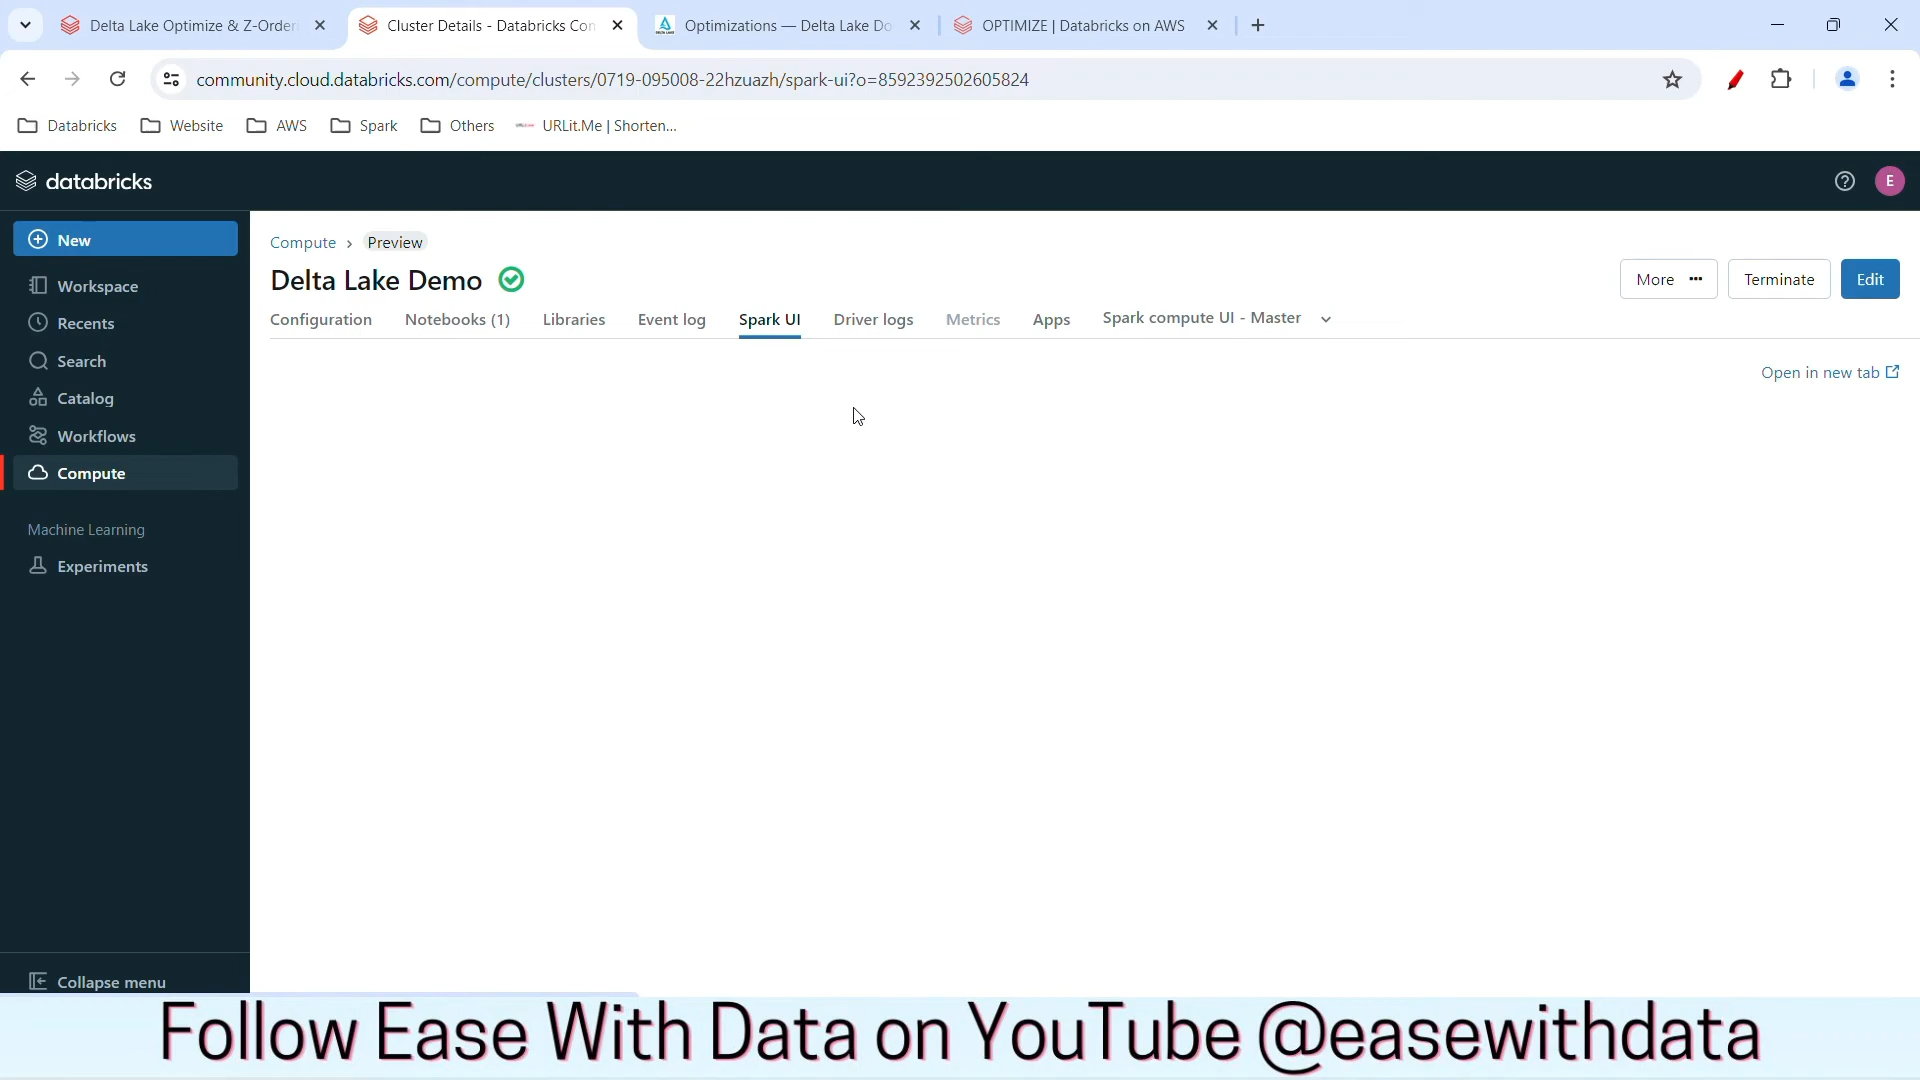 Delta Lake Optimize & Z-Order
Cluster Details - Databricks Con
Optimizations — Delta Lake Do
OPTIMIZE | Databricks on AWS
community.cloud.databricks.com/compute/clusters/0719-095008-22hzuazh/spark-ui?o=8592392502605824
Databricks
Website
AWS
Spark
Others
URLit.Me | Shorten...
databricks
E
New
Workspace
Recents
Search
Catalog
Workflows
Compute
Machine Learning
Experiments
Collapse menu
Compute > Preview
Delta Lake Demo
More
Terminate
Edit
Configuration
Notebooks (1)
Libraries
Event log
Spark UI
Driver logs
Metrics
Apps
Spark compute UI - Master
Open in new tab
Follow Ease With Data on YouTube @easewithdata